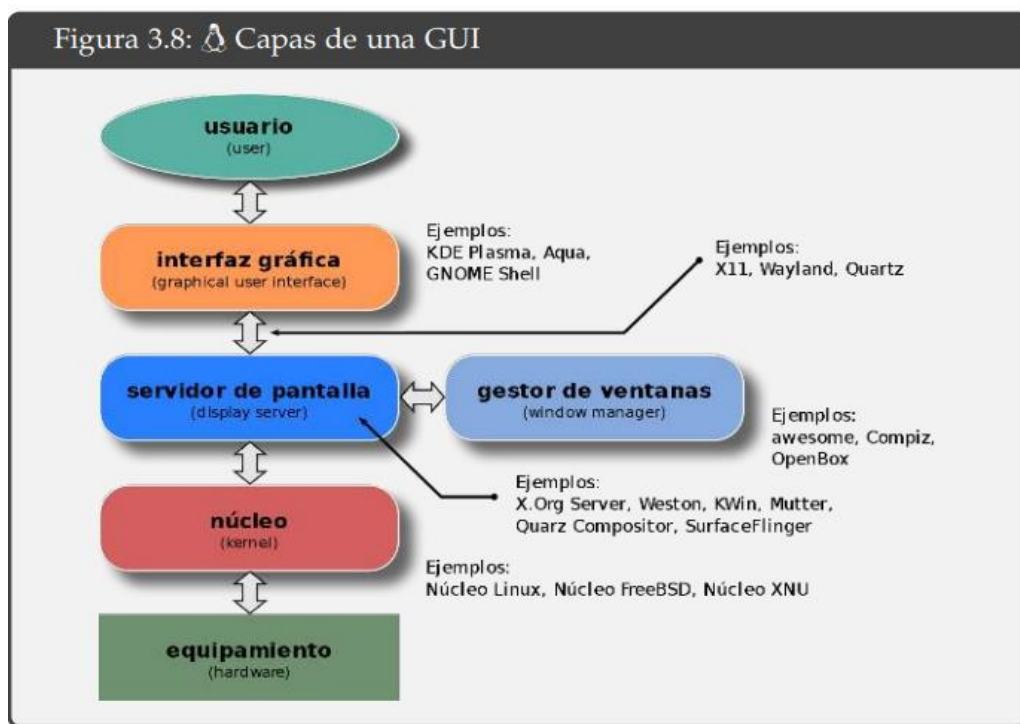 Figura 3.8: Capas de una GUI
usuario
(user)
interfaz gráfica
(graphical user interface)
Ejemplos:
KDE Plasma, Aqua,
GNOME Shell
Ejemplos:
X11, Wayland, Quartz
servidor de pantalla
(display server)
gestor de ventanas
(window manager)
Ejemplos:
awesome, Compiz,
OpenBox
Ejemplos:
X.Org Server, Weston, KWin, Mutter,
Quarz Compositor, SurfaceFlinger
núcleo
(kernel)
Ejemplos:
Núcleo Linux, Núcleo FreeBSD, Núcleo XNU
equipamiento
(hardware)